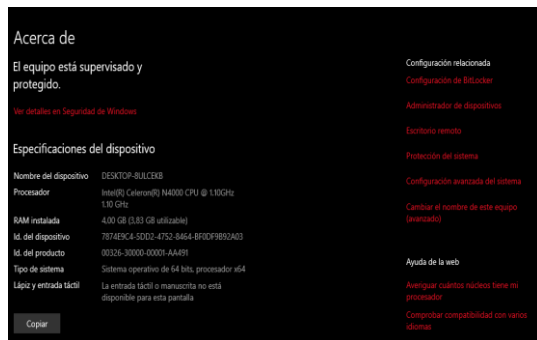 Acerca de
El equipo está supervisado y
protegido.
Ver detalles en Seguridad de Windows
Especificaciones del dispositivo
Nombre del dispositivo DESKTOP-8ULCEKB
Procesador Intel(R) Celeron(R) N4000 CPU @ 1.10GHz
1.10 GHz
RAM instalada 4,00 GB (3,83 GB utilizable)
Id. del dispositivo 7874E9C4-5DD2-4752-8464-BF0DF9B92A03
Id. del producto 00326-30000-00001-AA491
Tipo de sistema Sistema operativo de 64 bits, procesador x64
Lápiz y entrada táctil La entrada táctil o manuscrita no está
disponible para esta pantalla
Copiar
Configuración relacionada
Configuración de BitLocker
Administrador de dispositivos
Escritorio remoto
Protección del sistema
Configuración avanzada del sistema
Cambiar el nombre de este equipo
(avanzado)
Ayuda de la web
Averiguar cuántos núcleos tiene mi
procesador
Comprobar compatibilidad con varios
idiomas